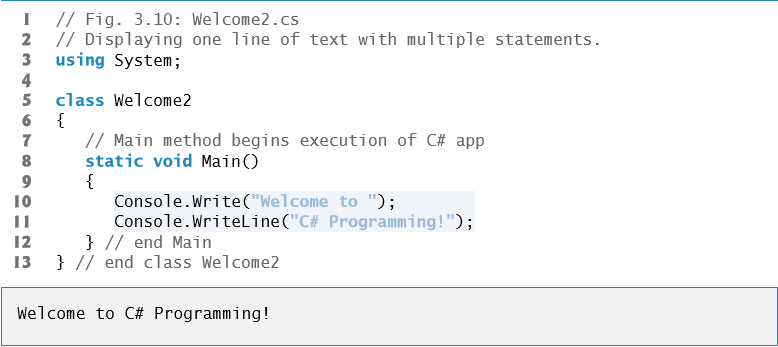 1 // Fig. 3.10: Welcome2.cs
2 // Displaying one line of text with multiple statements.
3 using System;
4
5 class Welcome2
6 {
7 // Main method begins execution of C# app
8 static void Main()
9 {
10 Console.Write("Welcome to ");
11 Console.WriteLine("C# Programming!");
12 } // end Main
13 } // end class Welcome2
Welcome to C# Programming!